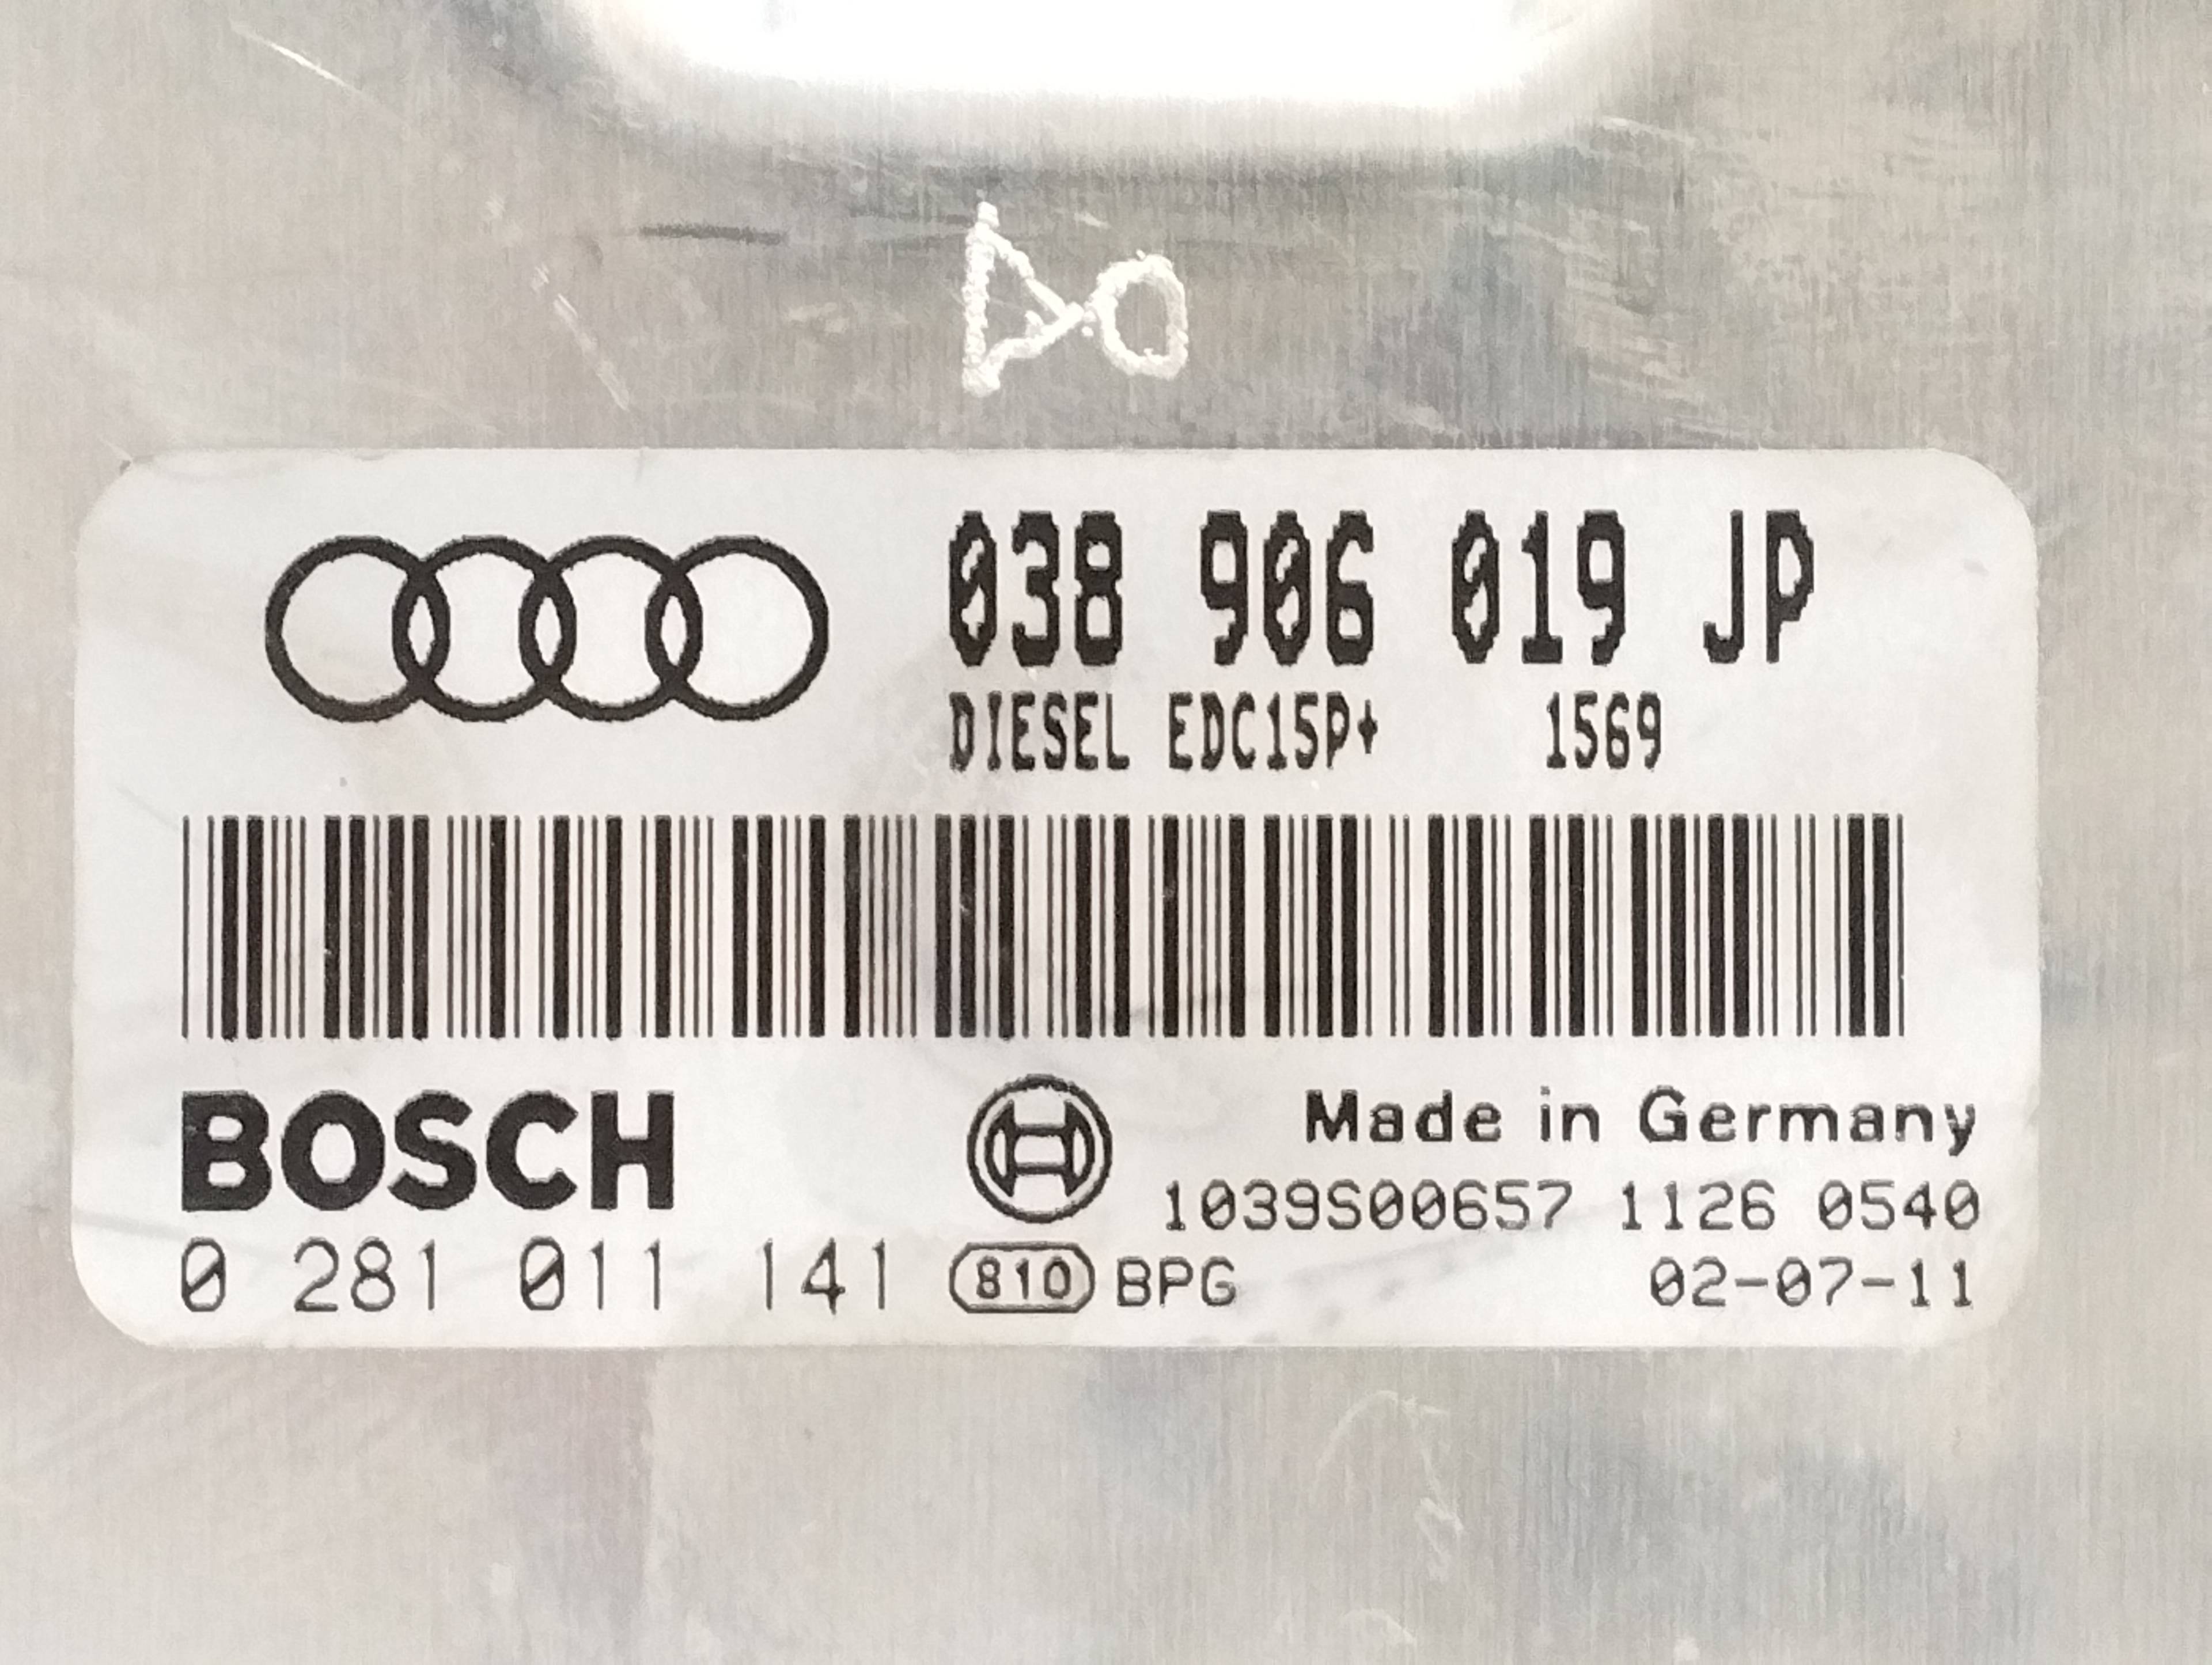 038 906 019 JP
DIESEL EDC15P+ 1569
BOSCH
Made in Germany
1039S00657 1126 0540
0 281 011 141 810 BPG 02-07-11